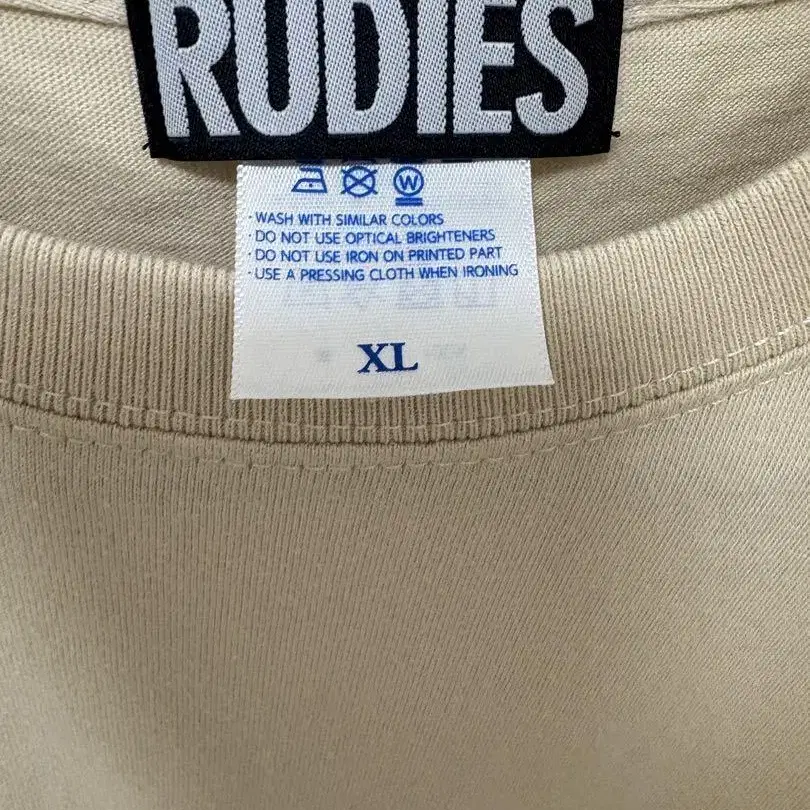 RUDIES
W
· WASH WITH SIMILAR COLORS
· DO NOT USE OPTICAL BRIGHTENERS
· DO NOT USE IRON ON PRINTED PART
· USE A PRESSING CLOTH WHEN IRONING
XL